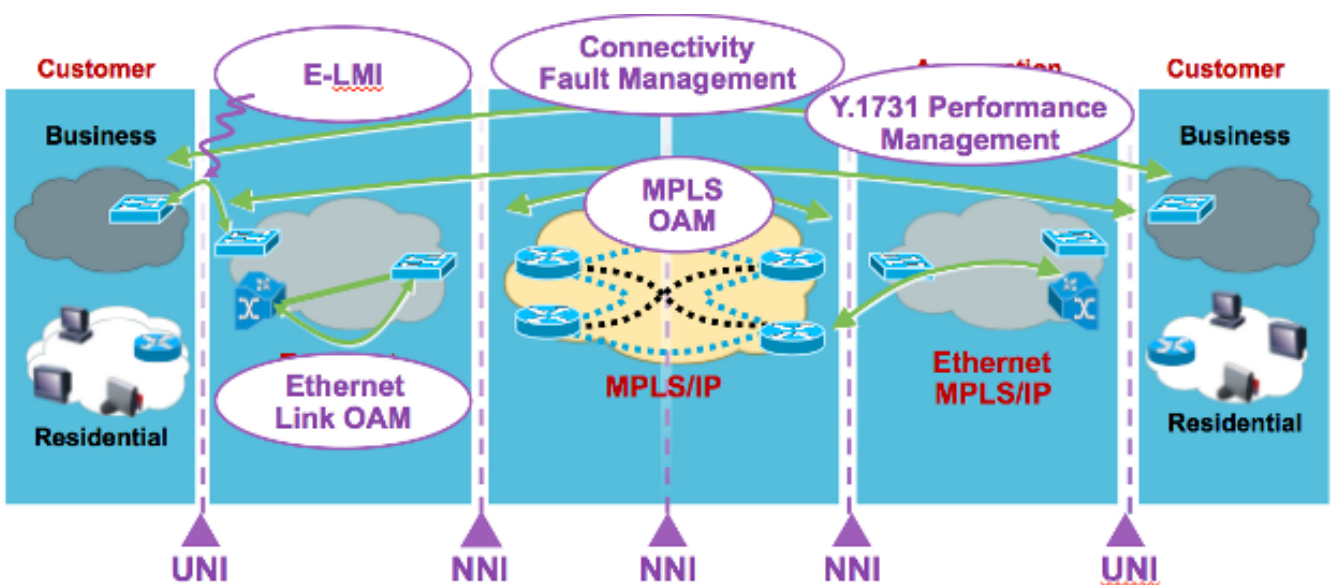 Customer
E-LMI
Connectivity
Fault Management
Customer
Y.1731 Performance
Management
Business
Business
MPLS
OAM
Ethernet
Link OAM
MPLS/IP
Ethernet
MPLS/IP
Residential
Residential
UNI
NNI
NNI
NNI
UNI